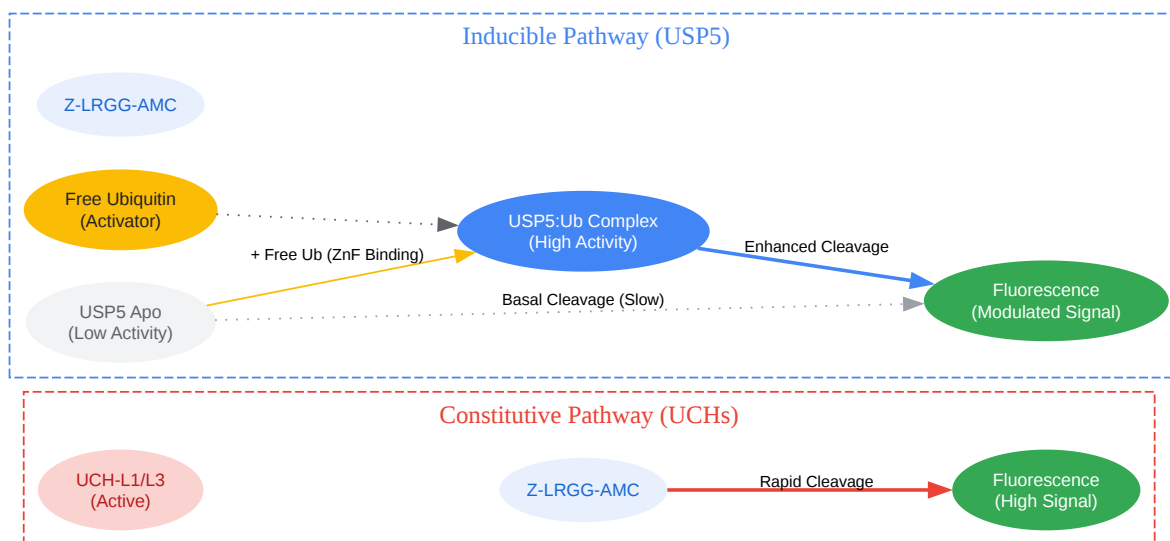 Inducible Pathway (USP5)
Z-LRGG-AMC
Free Ubiquitin
(Activator)
USP5:Ub Complex
(High Activity)
+ Free Ub (ZnF Binding)
Enhanced Cleavage
USP5 Apo
(Low Activity)
Basal Cleavage (Slow)
Fluorescence
(Modulated Signal)
Constitutive Pathway (UCHs)
UCH-L1/L3
(Active)
Z-LRGG-AMC
Rapid Cleavage
Fluorescence
(High Signal)